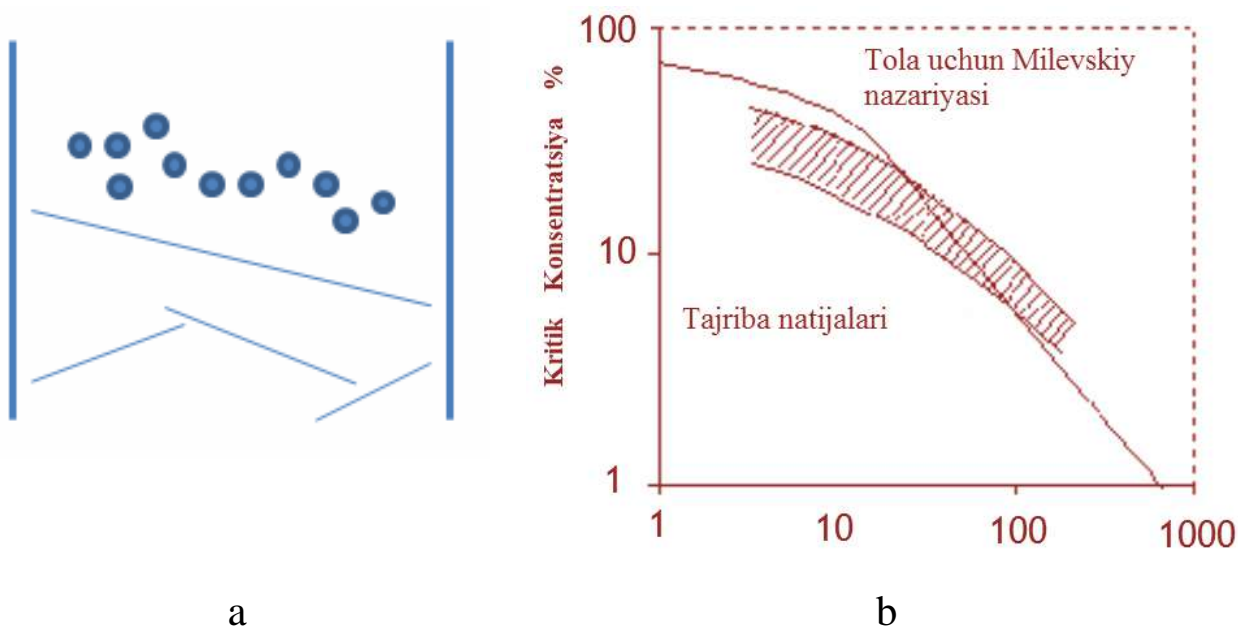 100
Tola uchun Milevskiy
nazariyasi
Kritik Konsentratsiya %
10
Tajriba natijalari
1
1
10
100
1000
a
b